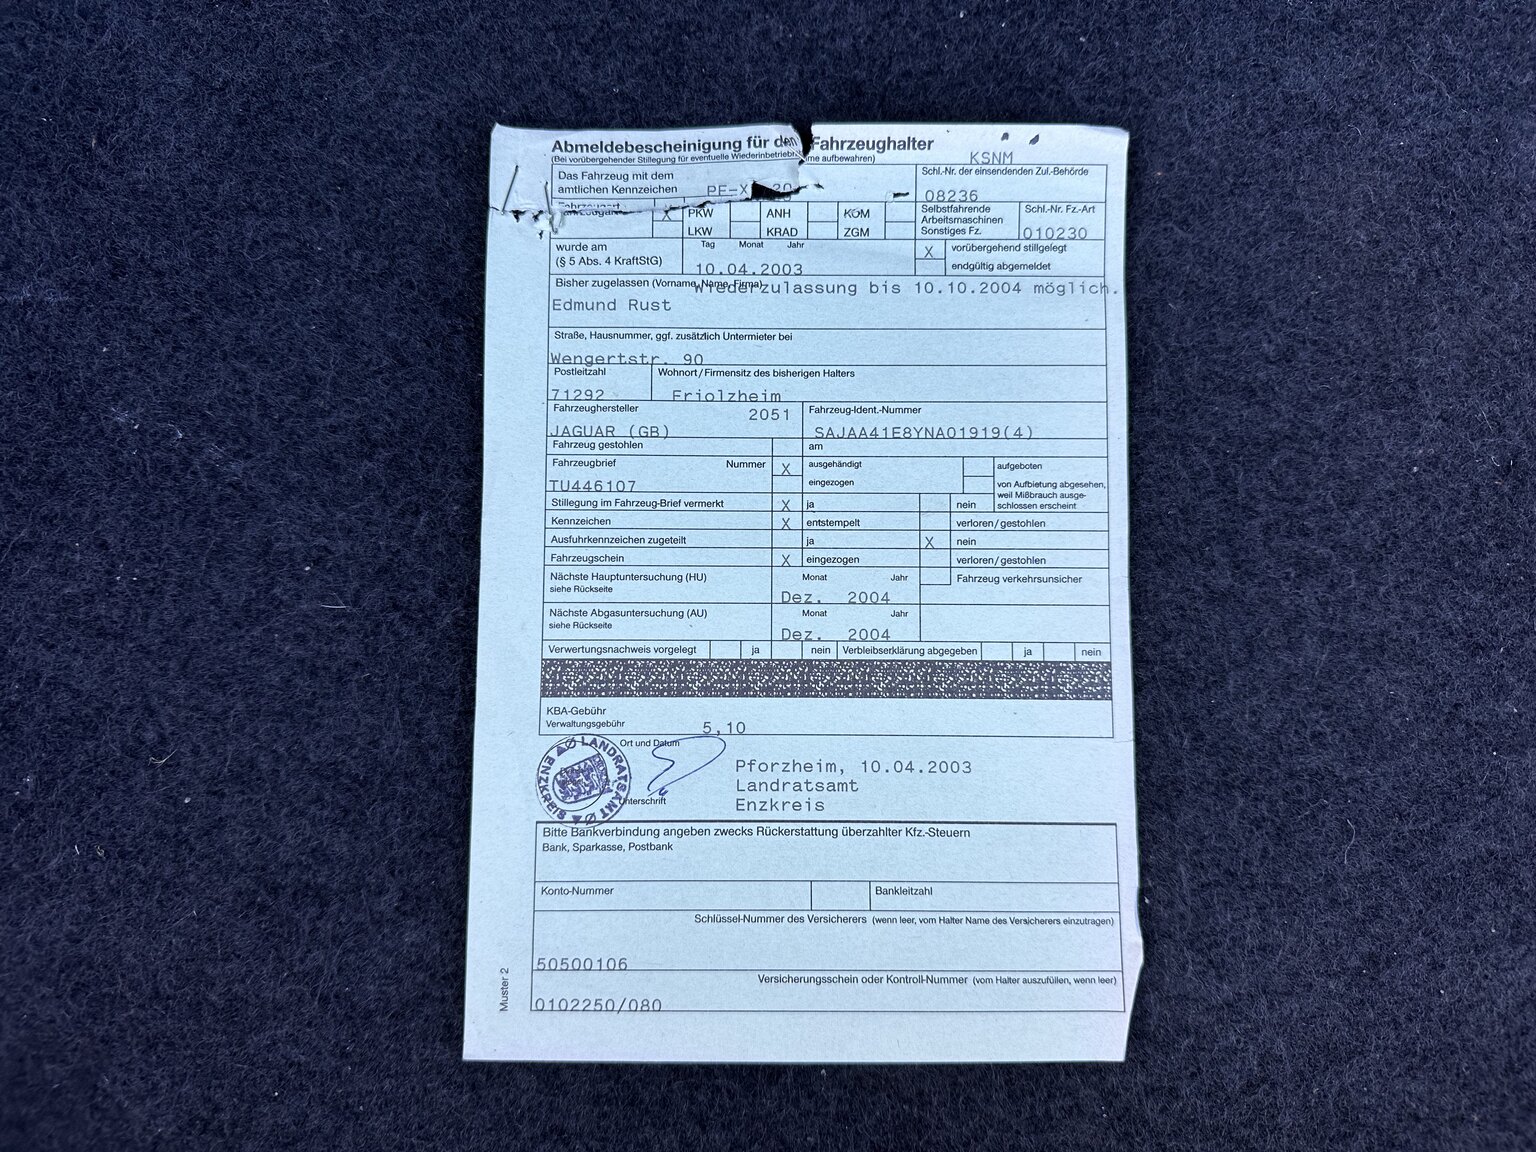 Abmeldebescheinigung für den Fahrzeughalter
(Bei vorübergehender Stillegung für eventuelle aufbewahren)
KSNM
Das Fahrzeug mit dem
amtlichen Kennzeichen PF-X 20
Schl.-Nr. der einsendenden Zul.-Behörde
08236
X PKW ANH KOM
LKW KRAD ZGM
Selbstfahrende
Arbeitsmaschinen
Sonstiges Fz.
Schl.-Nr. Fz.-Art
010230
wurde am
(§ 5 Abs. 4 KraftStG)
Tag Monat Jahr
10.04.2003
X vorübergehend stillgelegt
endgültig abgemeldet
Bisher zugelassen (Vorname, Name, Firma)
Wiederzulassung bis 10.10.2004 möglich.
Edmund Rust
Straße, Hausnummer, ggf. zusätzlich Untermieter bei
Wengertstr. 90
Postleitzahl Wohnort/Firmensitz des bisherigen Halters
71292 Friolzheim
Fahrzeughersteller 2051 Fahrzeug-Ident.-Nummer
JAGUAR (GB) SAJAA41E8YNA01919(4)
Fahrzeug gestohlen am
Fahrzeugbrief Nummer X ausgehändigt aufgeboten
TU446107 eingezogen
von Aufbietung abgesehen,
weil Mißbrauch ausge-
schlossen erscheint
Stillegung im Fahrzeug-Brief vermerkt X ja nein
Kennzeichen X entstempelt verloren/gestohlen
Ausfuhrkennzeichen zugeteilt ja X nein
Fahrzeugschein X eingezogen verloren/gestohlen
Nächste Hauptuntersuchung (HU) Monat Jahr Fahrzeug verkehrsunsicher
siehe Rückseite
Dez. 2004
Nächste Abgasuntersuchung (AU) Monat Jahr
siehe Rückseite
Dez. 2004
Verwertungsnachweis vorgelegt ja nein Verbleibserklärung abgegeben ja nein
KBA-Gebühr
Verwaltungsgebühr
5,10
Ort und Datum
LANDRATSAMT ENZKREIS
Pforzheim, 10.04.2003
Landratsamt
Unterschrift
Enzkreis
Bitte Bankverbindung angeben zwecks Rückerstattung überzahlter Kfz.-Steuern
Bank, Sparkasse, Postbank
Konto-Nummer Bankleitzahl
Schlüssel-Nummer des Versicherers (wenn leer, vom Halter Name des Versicherers einzutragen)
50500106
Versicherungsschein oder Kontroll-Nummer (vom Halter auszufüllen, wenn leer)
0102250/080
Muster 2